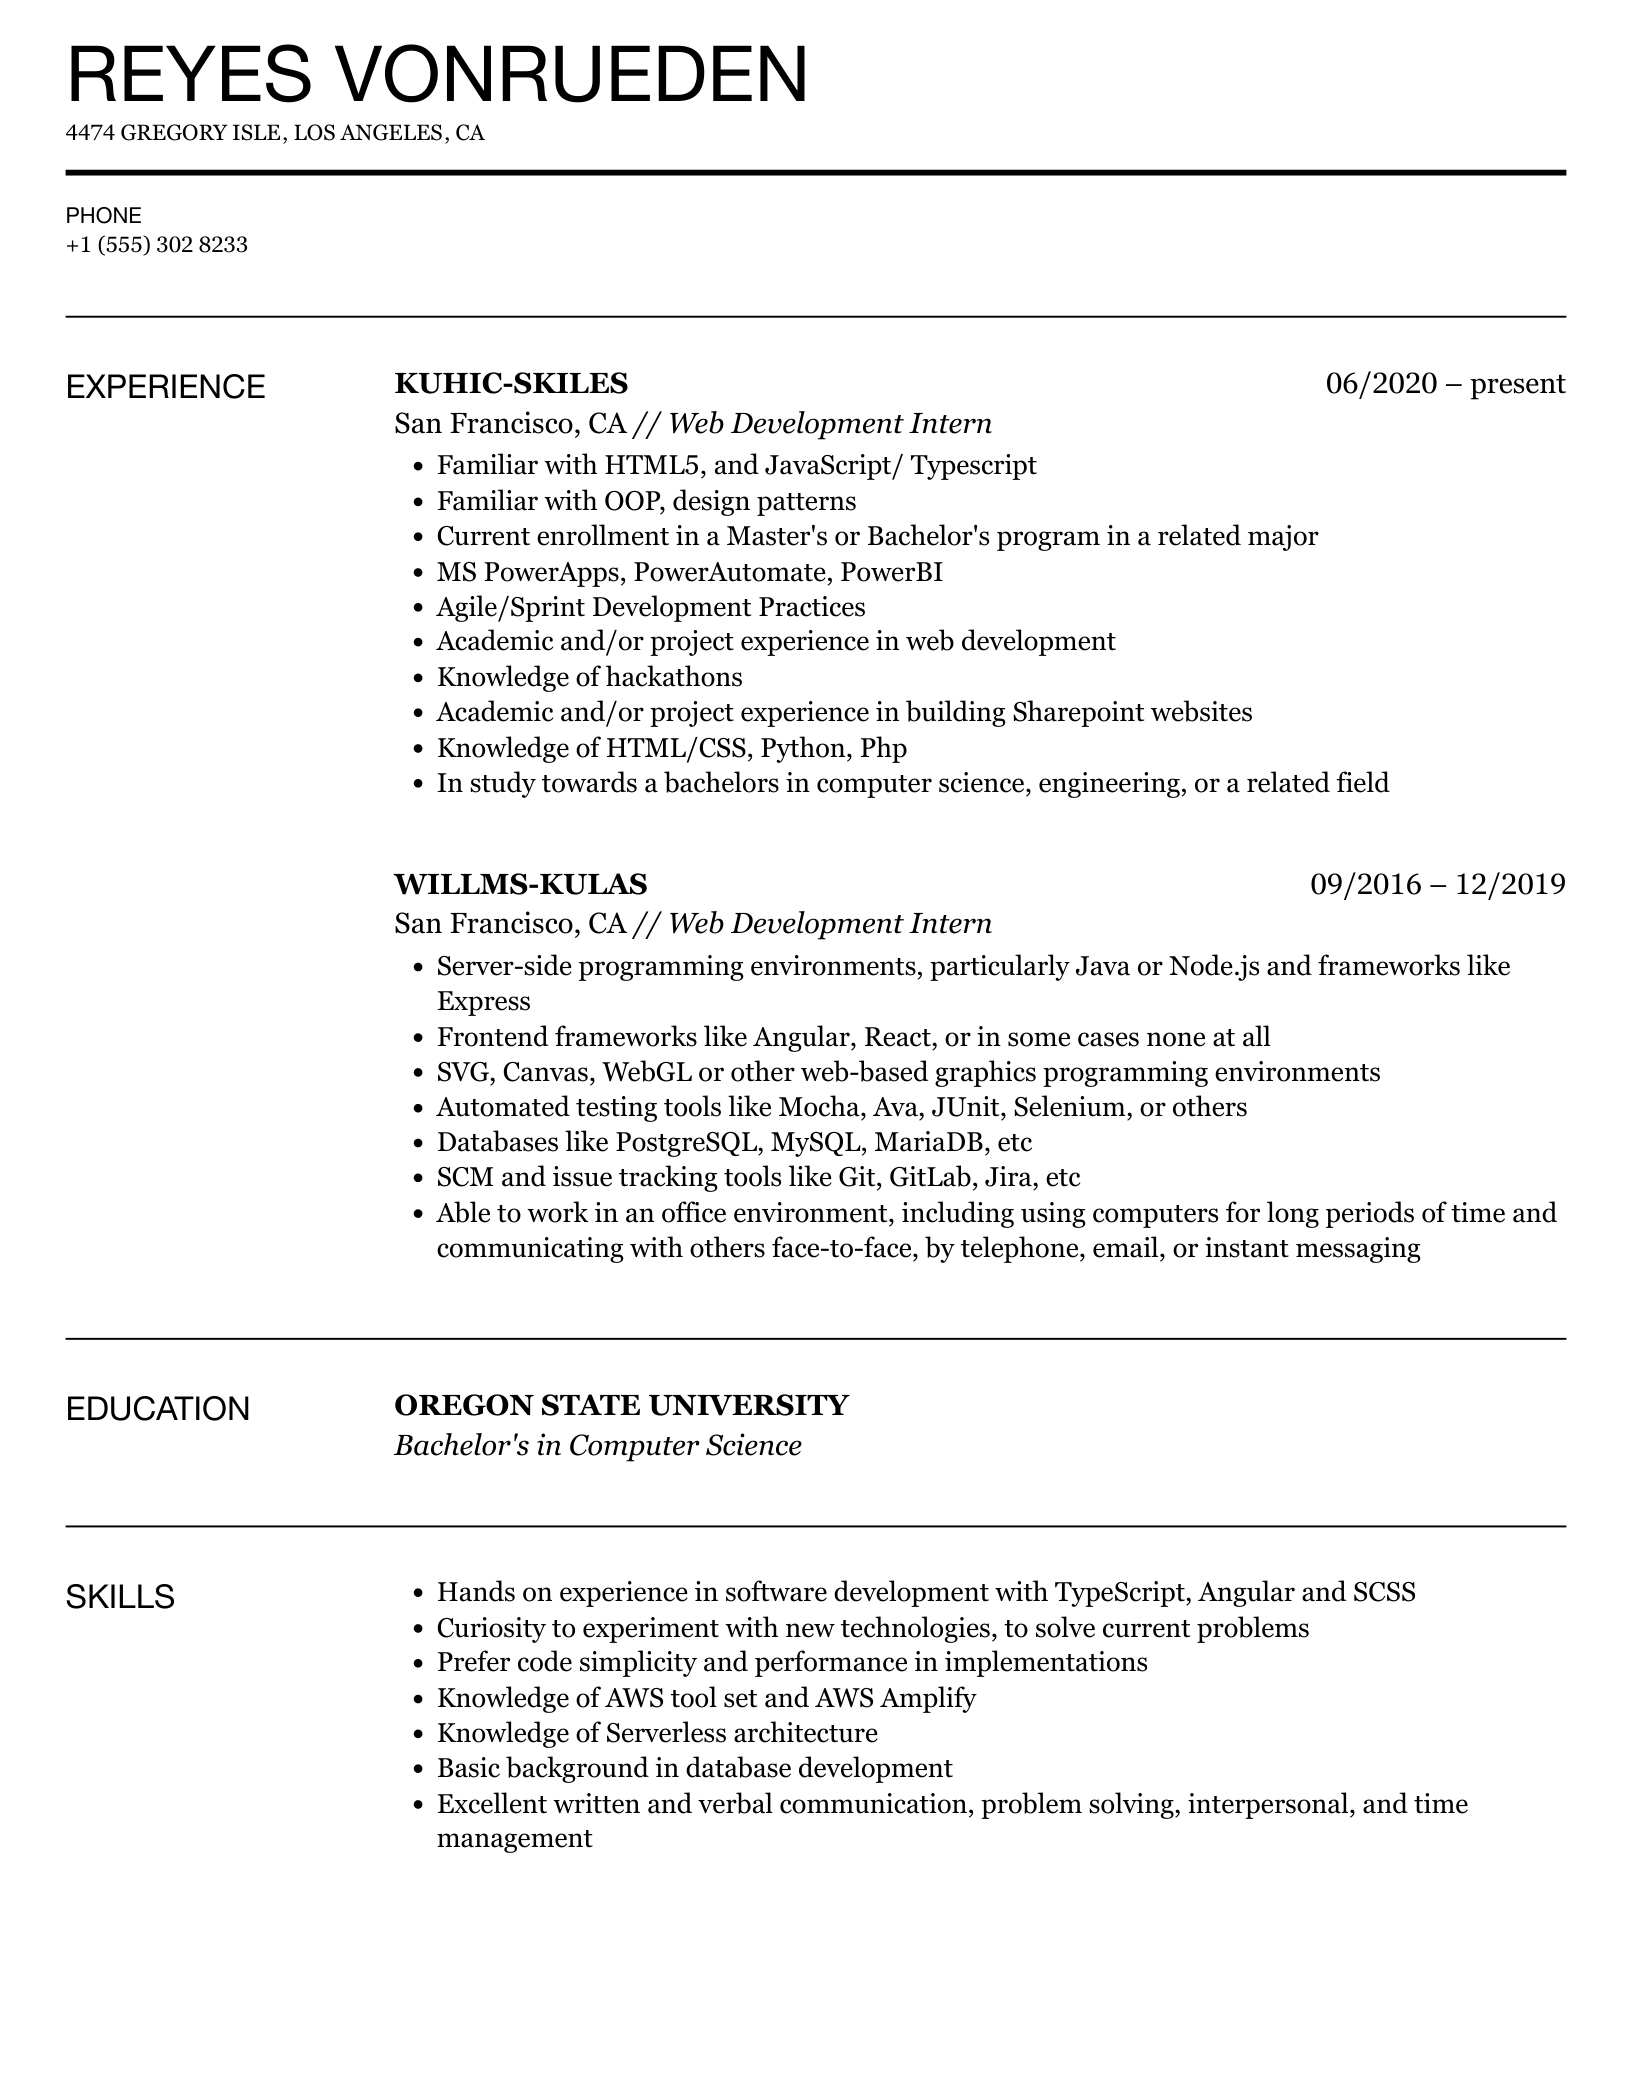 REYES VONRUEDEN
4474 GREGORY ISLE, LOS ANGELES, CA
PHONE
+1 (555) 302 8233
EXPERIENCE
KUHIC-SKILES
06/2020 – present
San Francisco, CA // Web Development Intern
• Familiar with HTML5, and JavaScript/ Typescript
• Familiar with OOP, design patterns
• Current enrollment in a Master's or Bachelor's program in a related major
• MS PowerApps, PowerAutomate, PowerBI
• Agile/Sprint Development Practices
• Academic and/or project experience in web development
• Knowledge of hackathons
• Academic and/or project experience in building Sharepoint websites
• Knowledge of HTML/CSS, Python, Php
• In study towards a bachelors in computer science, engineering, or a related field
WILLMS-KULAS
09/2016 – 12/2019
San Francisco, CA // Web Development Intern
• Server-side programming environments, particularly Java or Node.js and frameworks like
Express
• Frontend frameworks like Angular, React, or in some cases none at all
• SVG, Canvas, WebGL or other web-based graphics programming environments
• Automated testing tools like Mocha, Ava, JUnit, Selenium, or others
• Databases like PostgreSQL, MySQL, MariaDB, etc
• SCM and issue tracking tools like Git, GitLab, Jira, etc
• Able to work in an office environment, including using computers for long periods of time and
communicating with others face-to-face, by telephone, email, or instant messaging
EDUCATION
OREGON STATE UNIVERSITY
Bachelor's in Computer Science
SKILLS
• Hands on experience in software development with TypeScript, Angular and SCSS
• Curiosity to experiment with new technologies, to solve current problems
• Prefer code simplicity and performance in implementations
• Knowledge of AWS tool set and AWS Amplify
• Knowledge of Serverless architecture
• Basic background in database development
• Excellent written and verbal communication, problem solving, interpersonal, and time
management